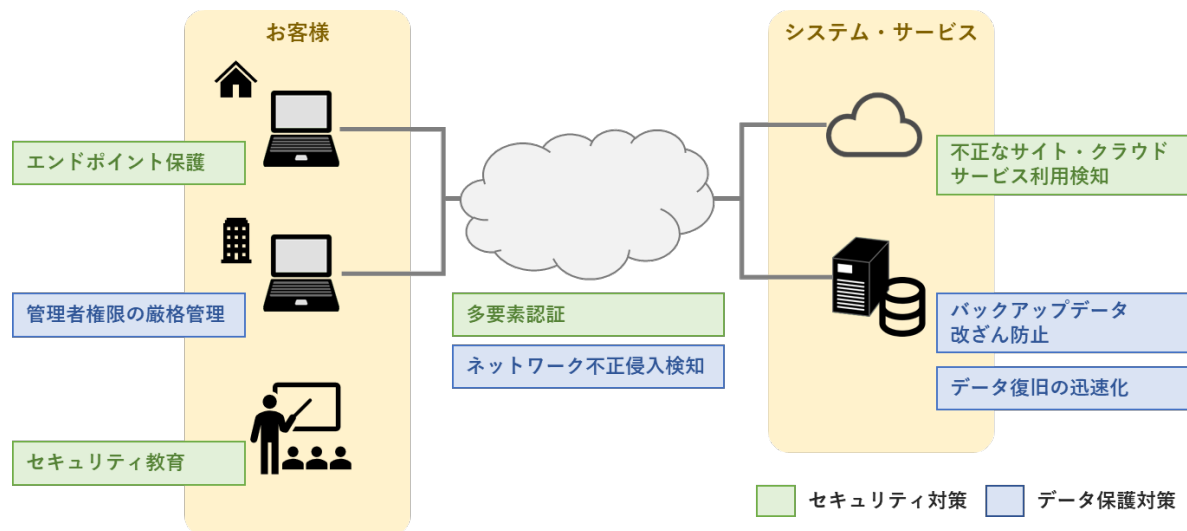 お客様
システム・サービス
エンドポイント保護
不正なサイト・クラウド
サービス利用検知
管理者権限の厳格管理
多要素認証
ネットワーク不正侵入検知
バックアップデータ
改ざん防止
データ復旧の迅速化
セキュリティ教育
セキュリティ対策
データ保護対策